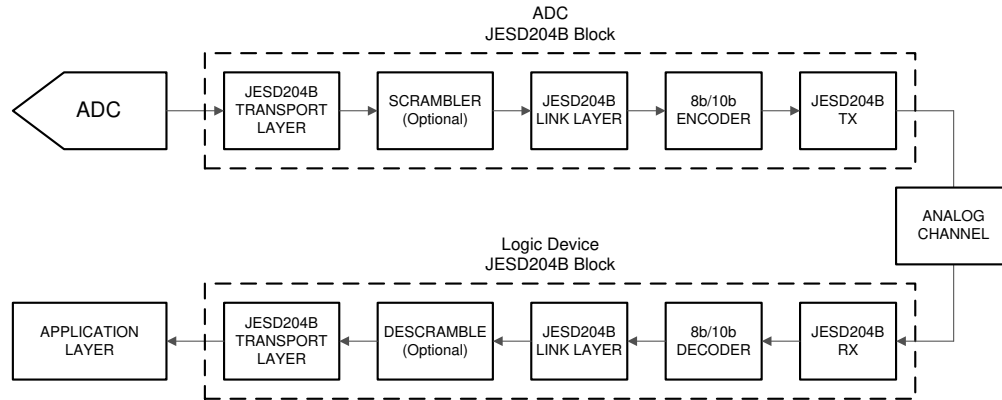 ADC
JESD204B Block
ADC
JESD204B
TRANSPORT
LAYER
SCRAMBLER
(Optional)
JESD204B
LINK LAYER
8b/10b
ENCODER
JESD204B
TX
ANALOG
CHANNEL
Logic Device
JESD204B Block
APPLICATION
LAYER
JESD204B
TRANSPORT
LAYER
DESCRAMBLE
(Optional)
JESD204B
LINK LAYER
8b/10b
DECODER
JESD204B
RX